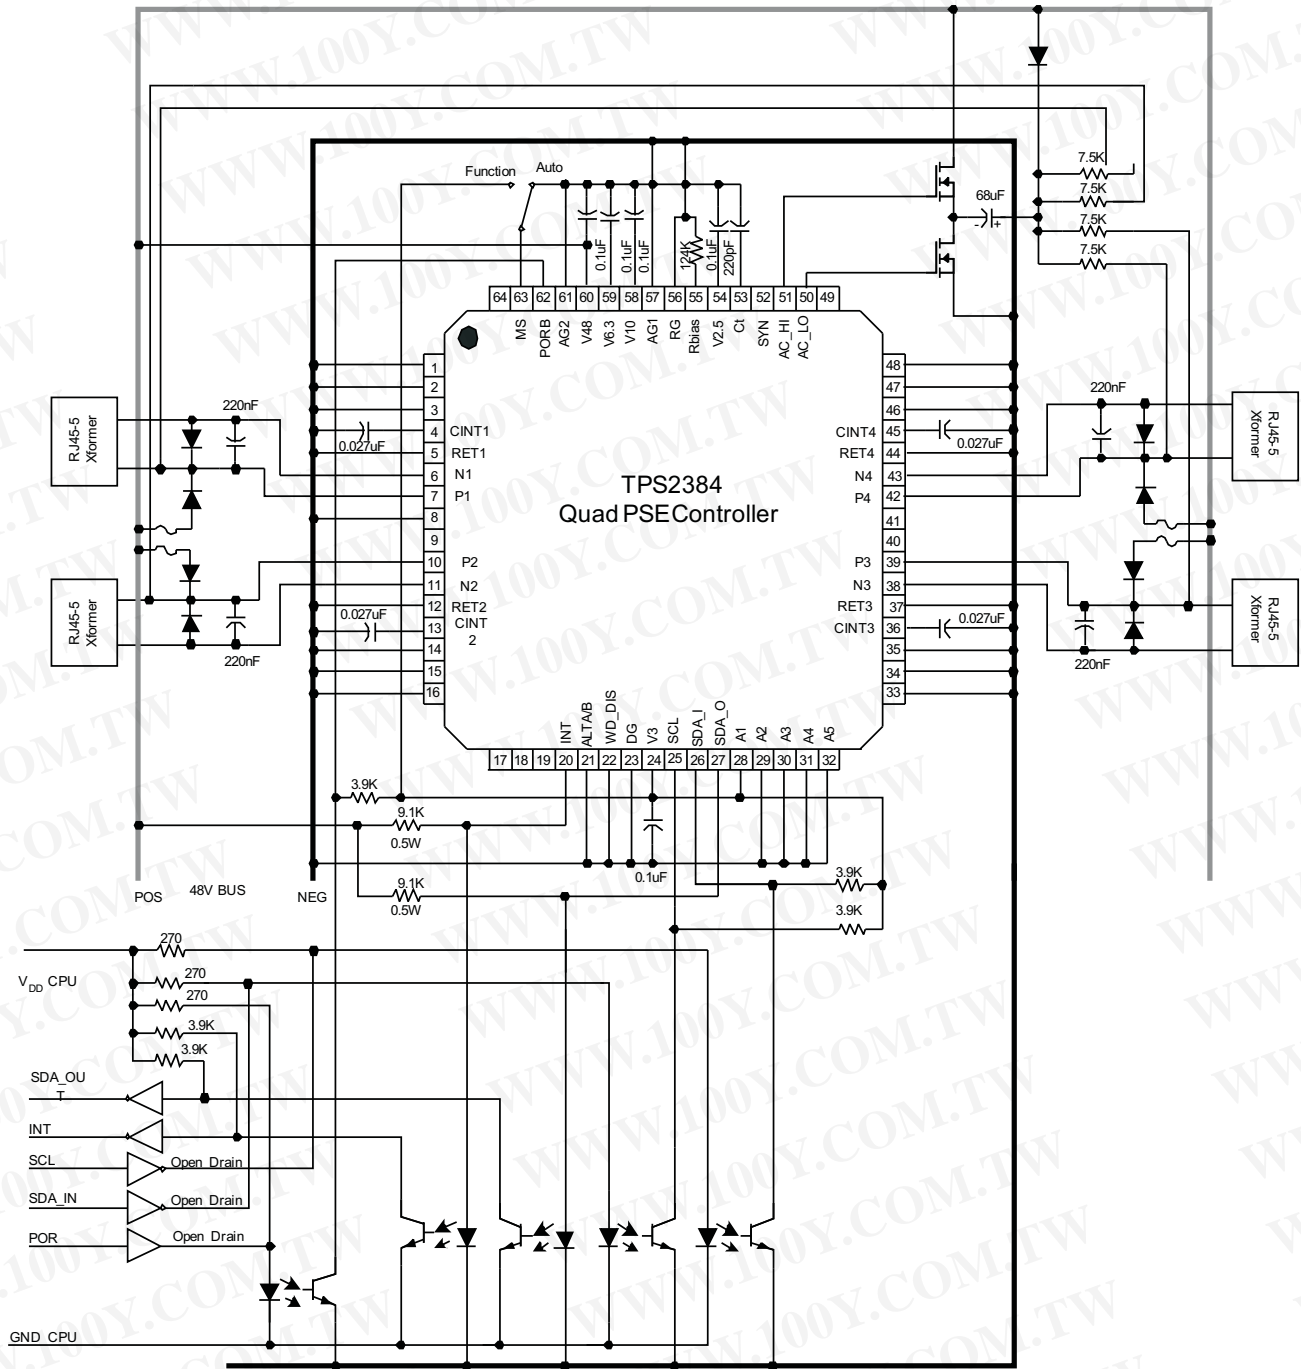 Function
Auto
68uF
7.5K
7.5K
7.5K
7.5K
0.1uF
0.1uF
0.1uF
124K
0.1uF
220pF
64 63 62 61 60 59 58 57 56 55 54 53 52 51 50 49
MS
PORB
AG2
V48
V6.3
V10
AG1
RG
Rbias
V2.5
Ct
SYN
AC_HI
AC_LO
1
2
3
4 CINT1
5 RET1
6 N1
7 P1
8
9
10 P2
11 N2
12 RET2
13 CINT
2
14
15
16
48
47
46
CINT4 45
RET4 44
N4 43
P4 42
41
40
P3 39
N3 38
RET3 37
CINT3 36
35
34
33
TPS2384
Quad PSE Controller
RJ45-5
Xformer
220nF
0.027uF
RJ45-5
Xformer
220nF
0.027uF
RJ45-5
Xformer
220nF
0.027uF
RJ45-5
Xformer
220nF
0.027uF
INT
ALTA/B
WD_DIS
DG
V3
SCL
SDA_I
SDA_O
A1
A2
A3
A4
A5
17 18 19 20 21 22 23 24 25 26 27 28 29 30 31 32
3.9K
9.1K
0.5W
0.1uF
9.1K
0.5W
3.9K
3.9K
POS
48V BUS
NEG
270
VDD CPU
270
270
3.9K
3.9K
SDA_OU
T
INT
SCL
Open Drain
SDA_IN
Open Drain
POR
Open Drain
GND_CPU
WWW.100Y.COM.TW